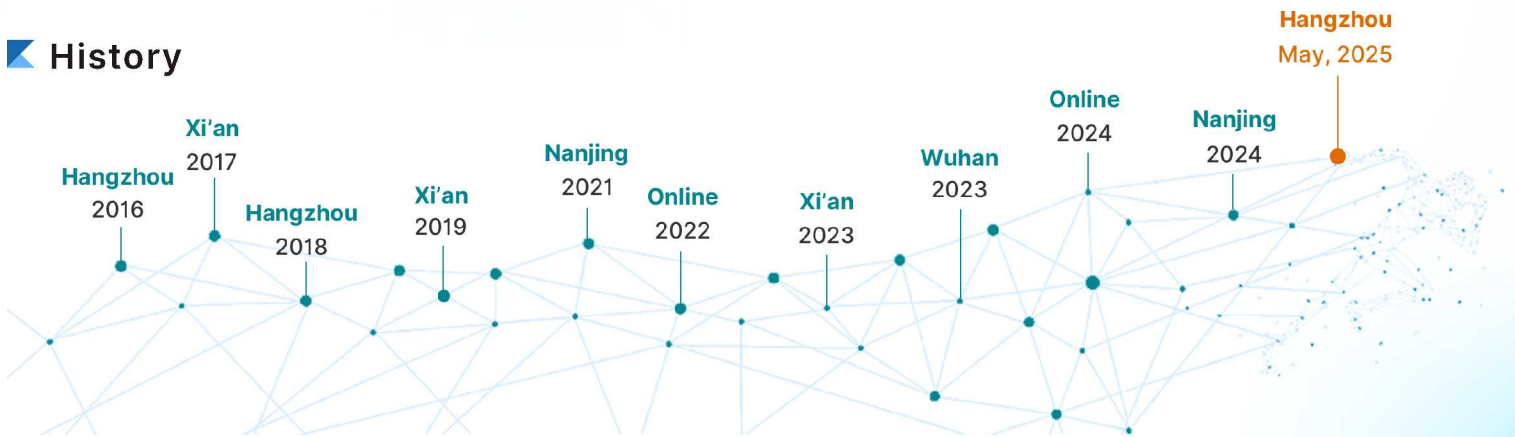 History
Hangzhou
2016
Xi'an
2017
Hangzhou
2018
Xi'an
2019
Nanjing
2021
Online
2022
Xi'an
2023
Wuhan
2023
Online
2024
Nanjing
2024
Hangzhou
May, 2025